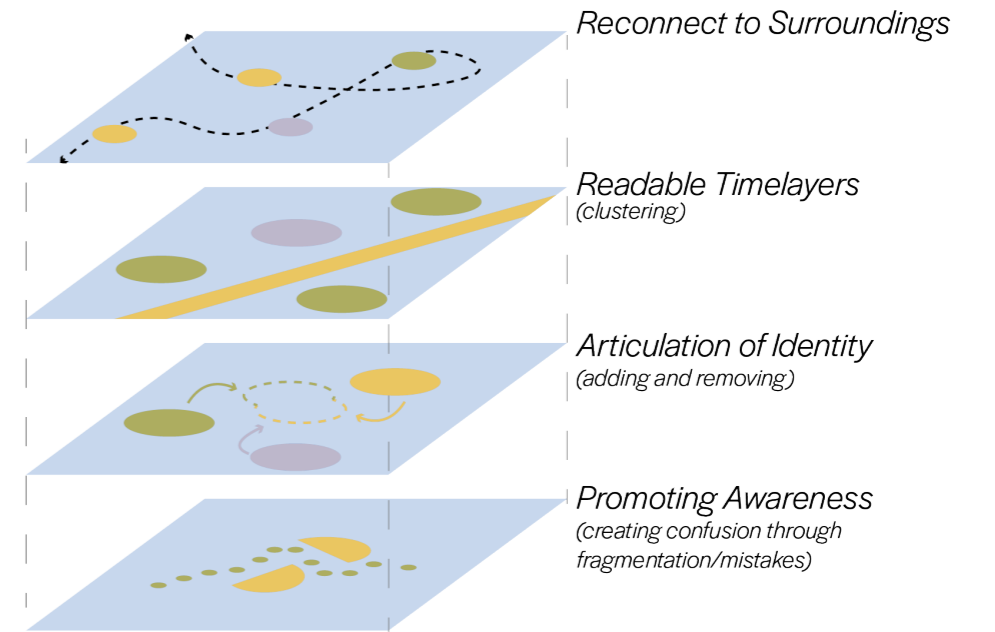 Reconnect to Surroundings
Readable Timelayers
(clustering)
Articulation of Identity
(adding and removing)
Promoting Awareness
(creating confusion through
fragmentation/mistakes)